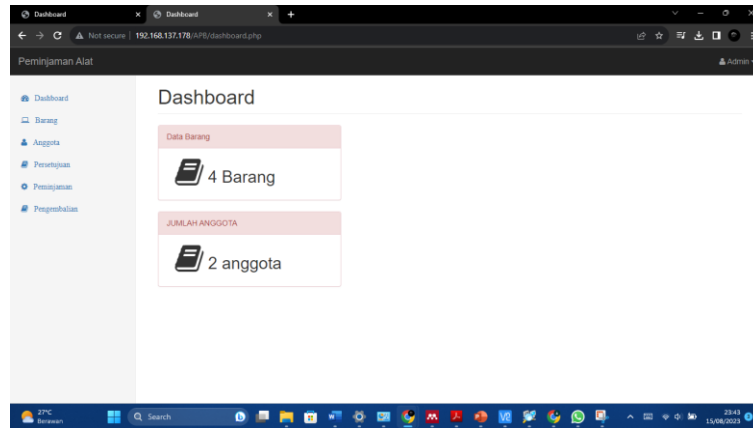 Dashboard
Dashboard
Not secure | 192.168.137.178/APB/dashboard.php
Peminjaman Alat
Admin
Dashboard
Barang
Anggota
Persetujuan
Peminjaman
Pengembalian
Dashboard
Data Barang
4 Barang
JUMLAH ANGGOTA
2 anggota
27°C
Berawan
Search
23:43
15/08/2023